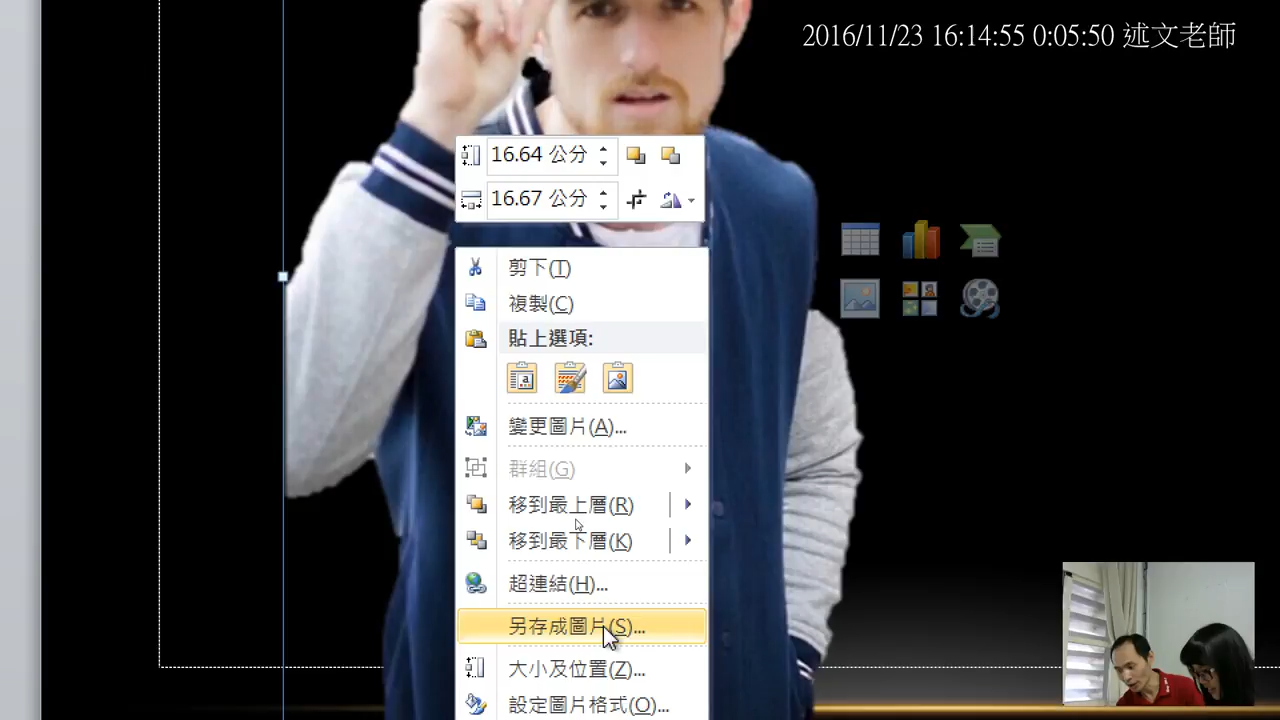 2016/11/23 16:14:55 0:05:50 述文老師
16.64 公分
16.67 公分
剪下(T)
複製(C)
貼上選項:
變更圖片(A)...
群組(G)
移到最上層(R)
移到最下層(K)
超連結(H)...
另存成圖片(S)...
大小及位置(Z)...
設定圖片格式(O)...